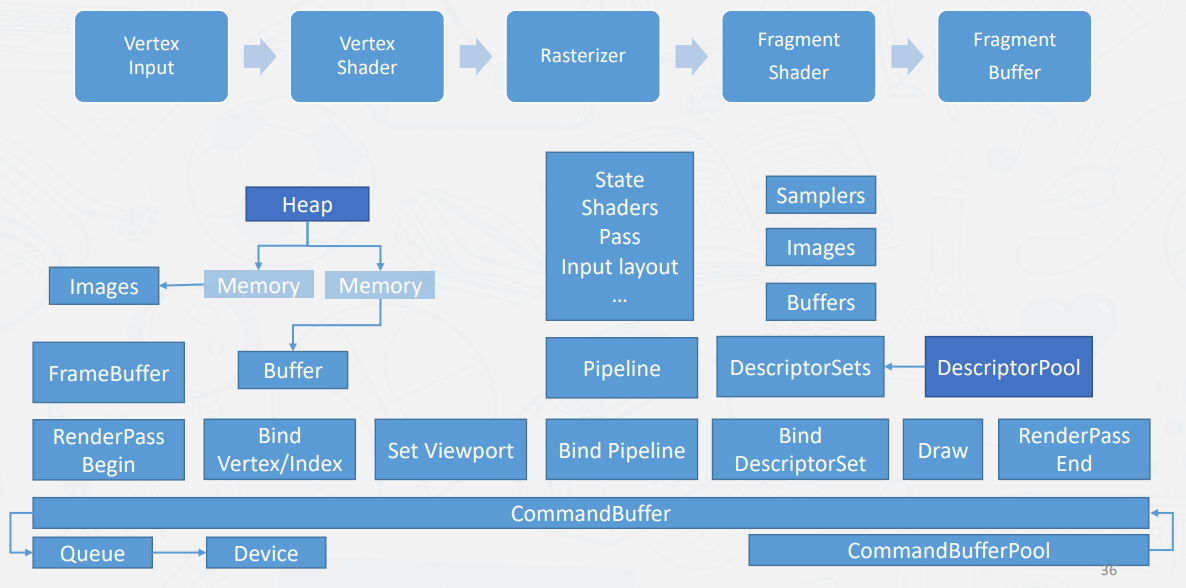 Vertex
Input
Vertex
Shader
Rasterizer
Fragment
Shader
Fragment
Buffer
Heap
Images
Memory
Memory
FrameBuffer
Buffer
State
Shaders
Pass
Input layout
...
Samplers
Images
Buffers
Pipeline
DescriptorSets
DescriptorPool
RenderPass
Begin
Bind
Vertex/Index
Set Viewport
Bind Pipeline
Bind
DescriptorSet
Draw
RenderPass
End
CommandBuffer
Queue
Device
CommandBufferPool
36